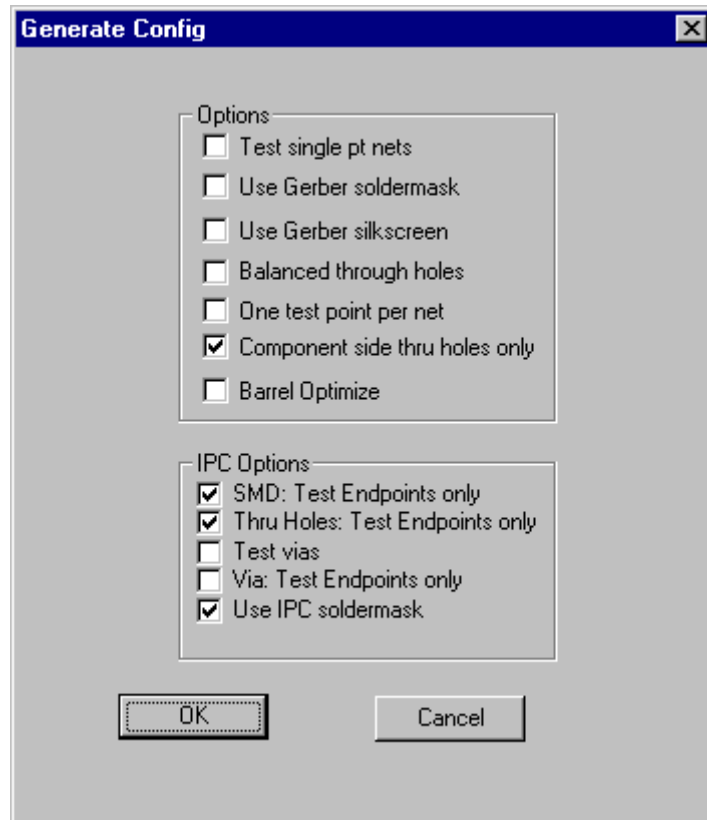 Generate Config
Options
Test single pt nets
Use Gerber soldermask
Use Gerber silkscreen
Balanced through holes
One test point per net
Component side thru holes only
Barrel Optimize
IPC Options
SMD: Test Endpoints only
Thru Holes: Test Endpoints only
Test vias
Via: Test Endpoints only
Use IPC soldermask
OK
Cancel